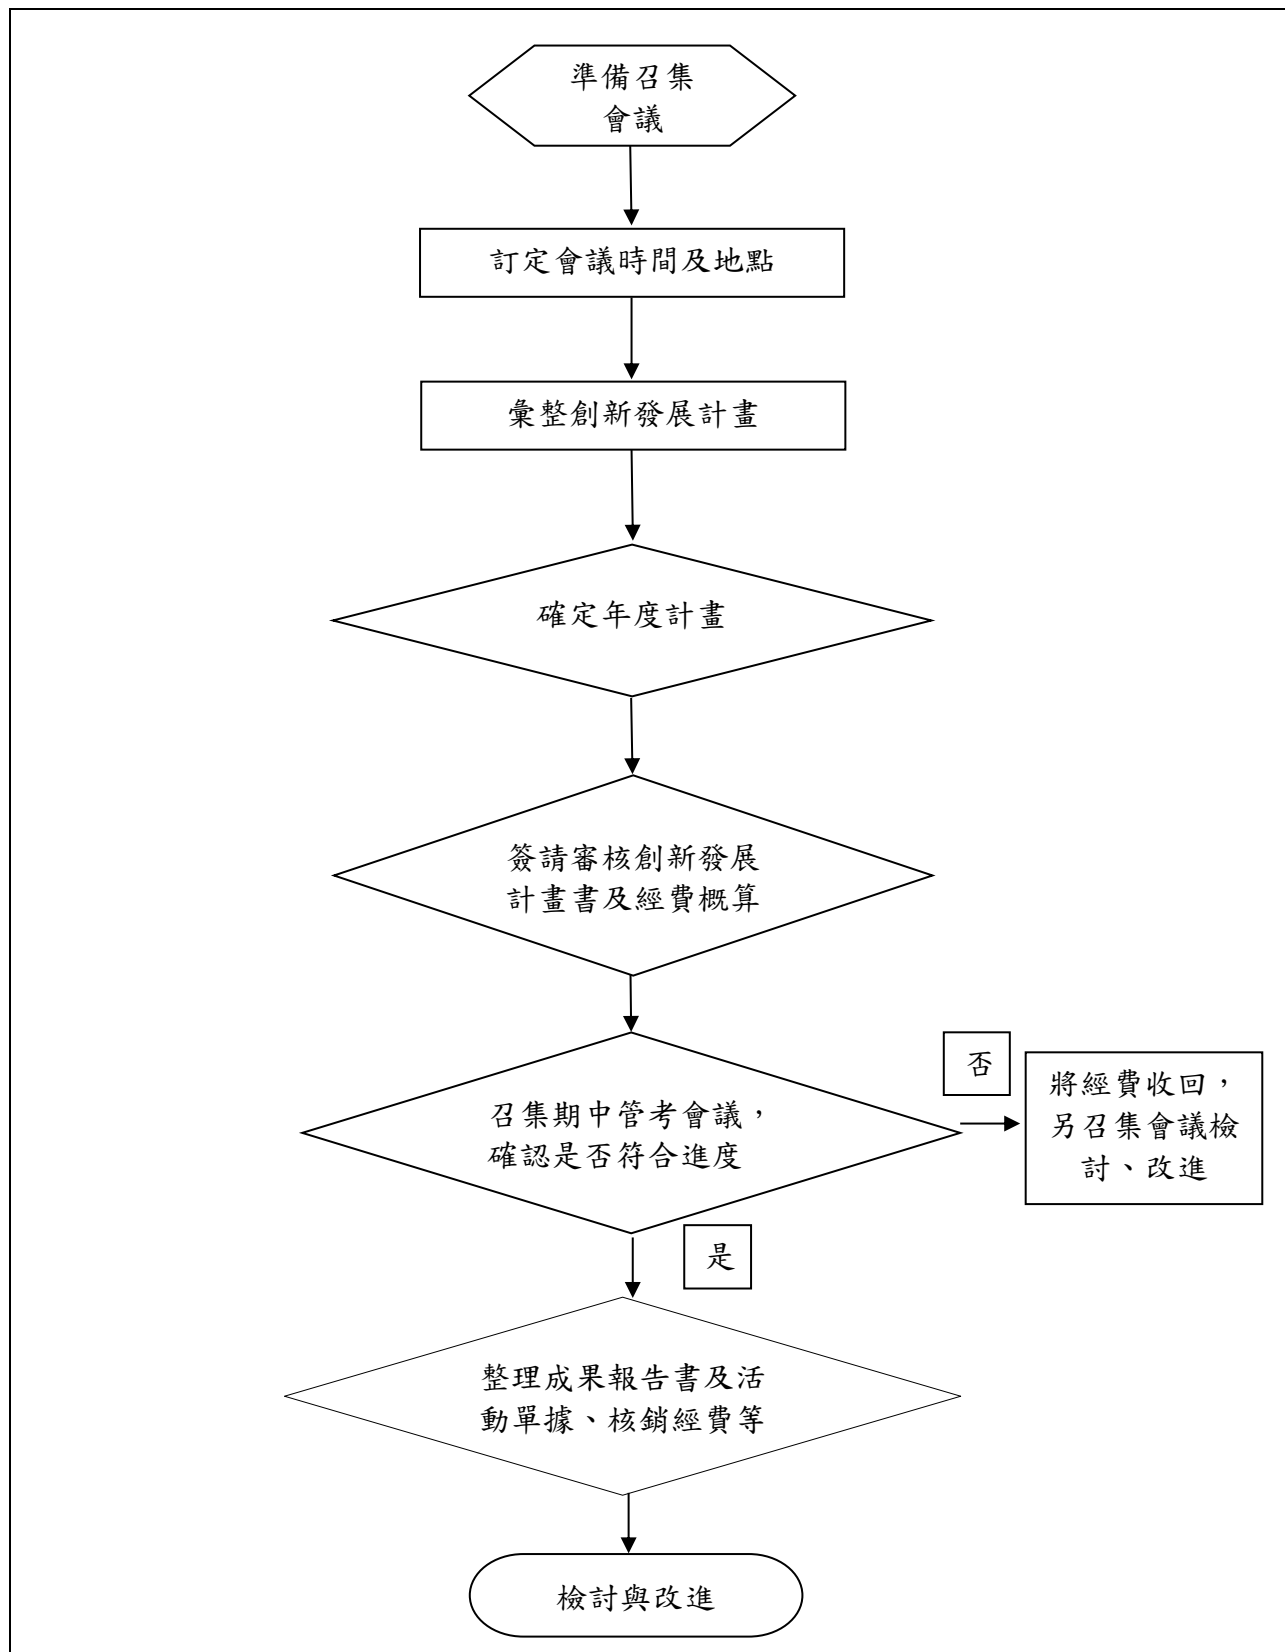 準備召集
會議
訂定會議時間及地點
彙整創新發展計畫
確定年度計畫
簽請審核創新發展
計畫書及經費概算
召集期中管考會議，
確認是否符合進度
否
將經費收回，
另召集會議檢
討、改進
是
整理成果報告書及活
動單據、核銷經費等
檢討與改進